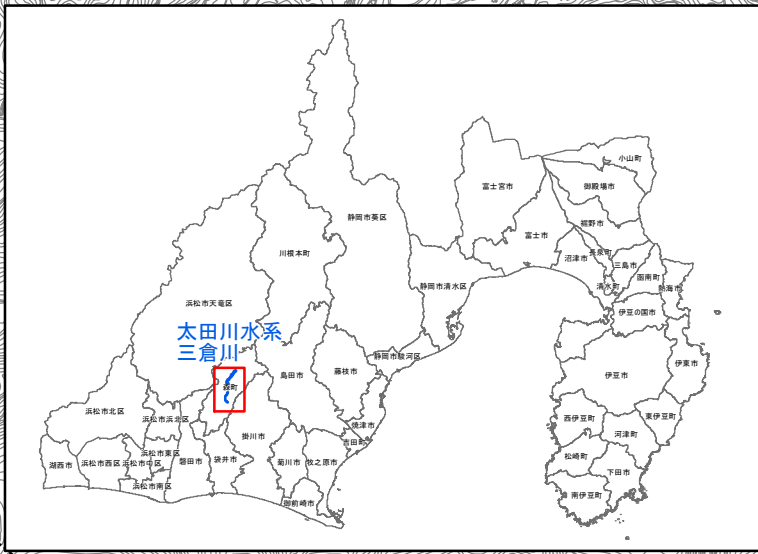 小山町
御殿場市
富士宮市
裾野市
静岡市葵区
富士市
長泉町
沼津市
三島市
川根本町
函南町
清水町
静岡市清水区
熱海市
浜松市天竜区
伊豆の国市
太田川水系
三倉川
静岡市駿河区
伊東市
島田市
藤枝市
伊豆市
森町
浜松市北区
浜松市浜北区
西伊豆町
東伊豆町
焼津市
河津町
掛川市
吉田町
浜松市東区
松崎町
湖西市
浜松市西区
浜松市中区
磐田市
袋井市
菊川市
牧之原市
下田市
浜松市南区
南伊豆町
御前崎市